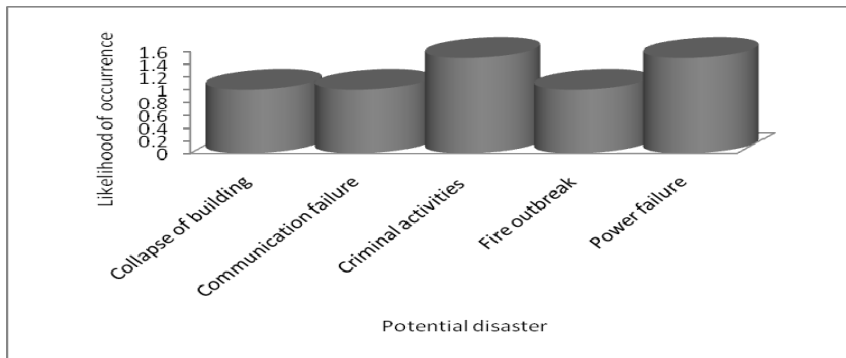 Likelihood of occurrence
1.6
1.4
1.2
1
0.8
0.6
0.4
0.2
0
Collapse of building
Communication failure
Criminal activities
Fire outbreak
Power failure
Potential disaster